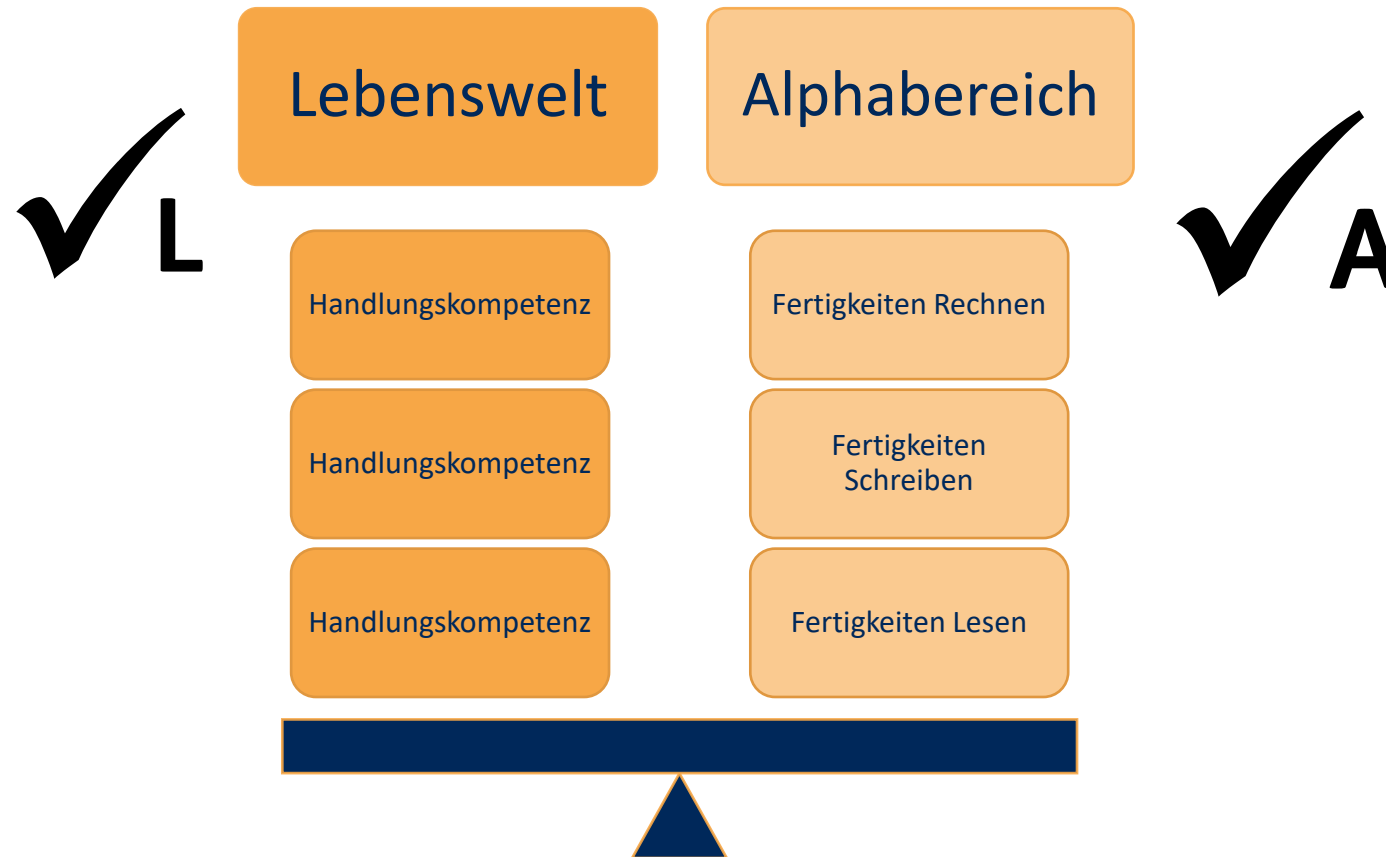 Lebenswelt
Alphabereich
L
A
Handlungskompetenz
Fertigkeiten Rechnen
Handlungskompetenz
Fertigkeiten
Schreiben
Handlungskompetenz
Fertigkeiten Lesen